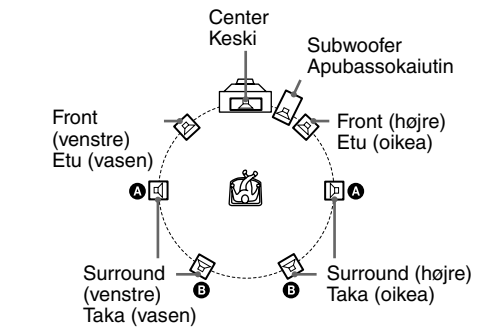 Center
Keski
Subwoofer
Apubassokaiutin
Front
(venstre)
Etu (vasen)
Front (højre)
Etu (oikea)
A
A
Surround
(venstre)
Taka (vasen)
B
B
Surround (højre)
Taka (oikea)